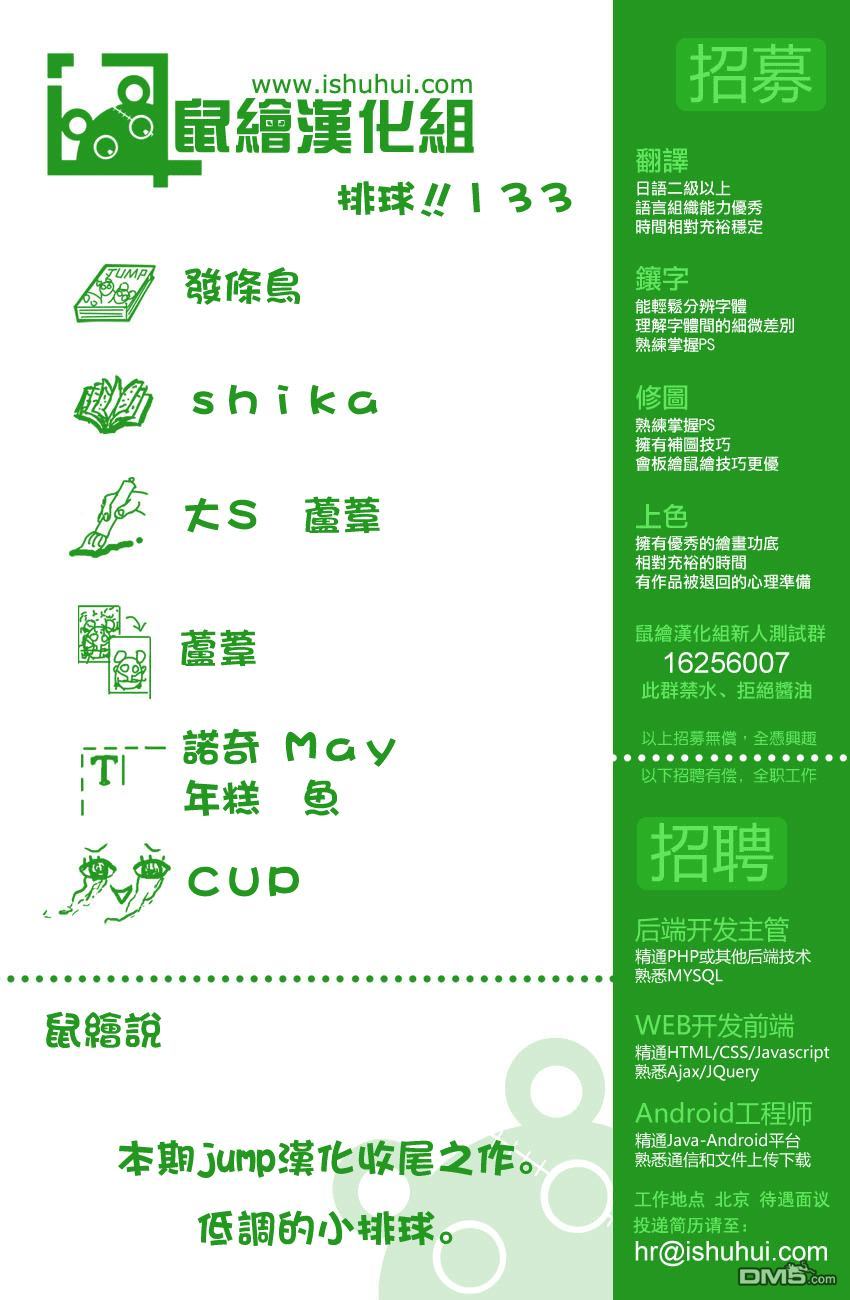 www.ishuhui.com
鼠繪漢化組
排球!!133
JUMP
發條鳥
shika
大S 蘆葦
蘆葦
T
諾奇 May
年糕 魚
CUP
鼠繪說
本期jump漢化收尾之作。
低調的小排球。
招募
翻譯
日語二級以上
語言組織能力優秀
時間相對充裕穩定
鑲字
能輕鬆分辨字體
理解字體間的細微差別
熟練掌握PS
修圖
熟練掌握PS
擁有補圖技巧
會板繪鼠繪技巧更優
上色
擁有優秀的繪畫功底
相對充裕的時間
有作品被退回的心理準備
鼠繪漢化組新人測試群
16256007
此群禁水、拒絕醬油
以上招募無償，全憑興趣
以下招聘有偿，全职工作
招聘
后端开发主管
精通PHP或其他后端技术
熟悉MYSQL
WEB开发前端
精通HTML/CSS/Javascript
熟悉Ajax/JQuery
Android工程师
精通Java-Android平台
熟悉通信和文件上传下载
工作地点 北京 待遇面议
投递简历请至：
hr@ishuhui.com
DM5.com